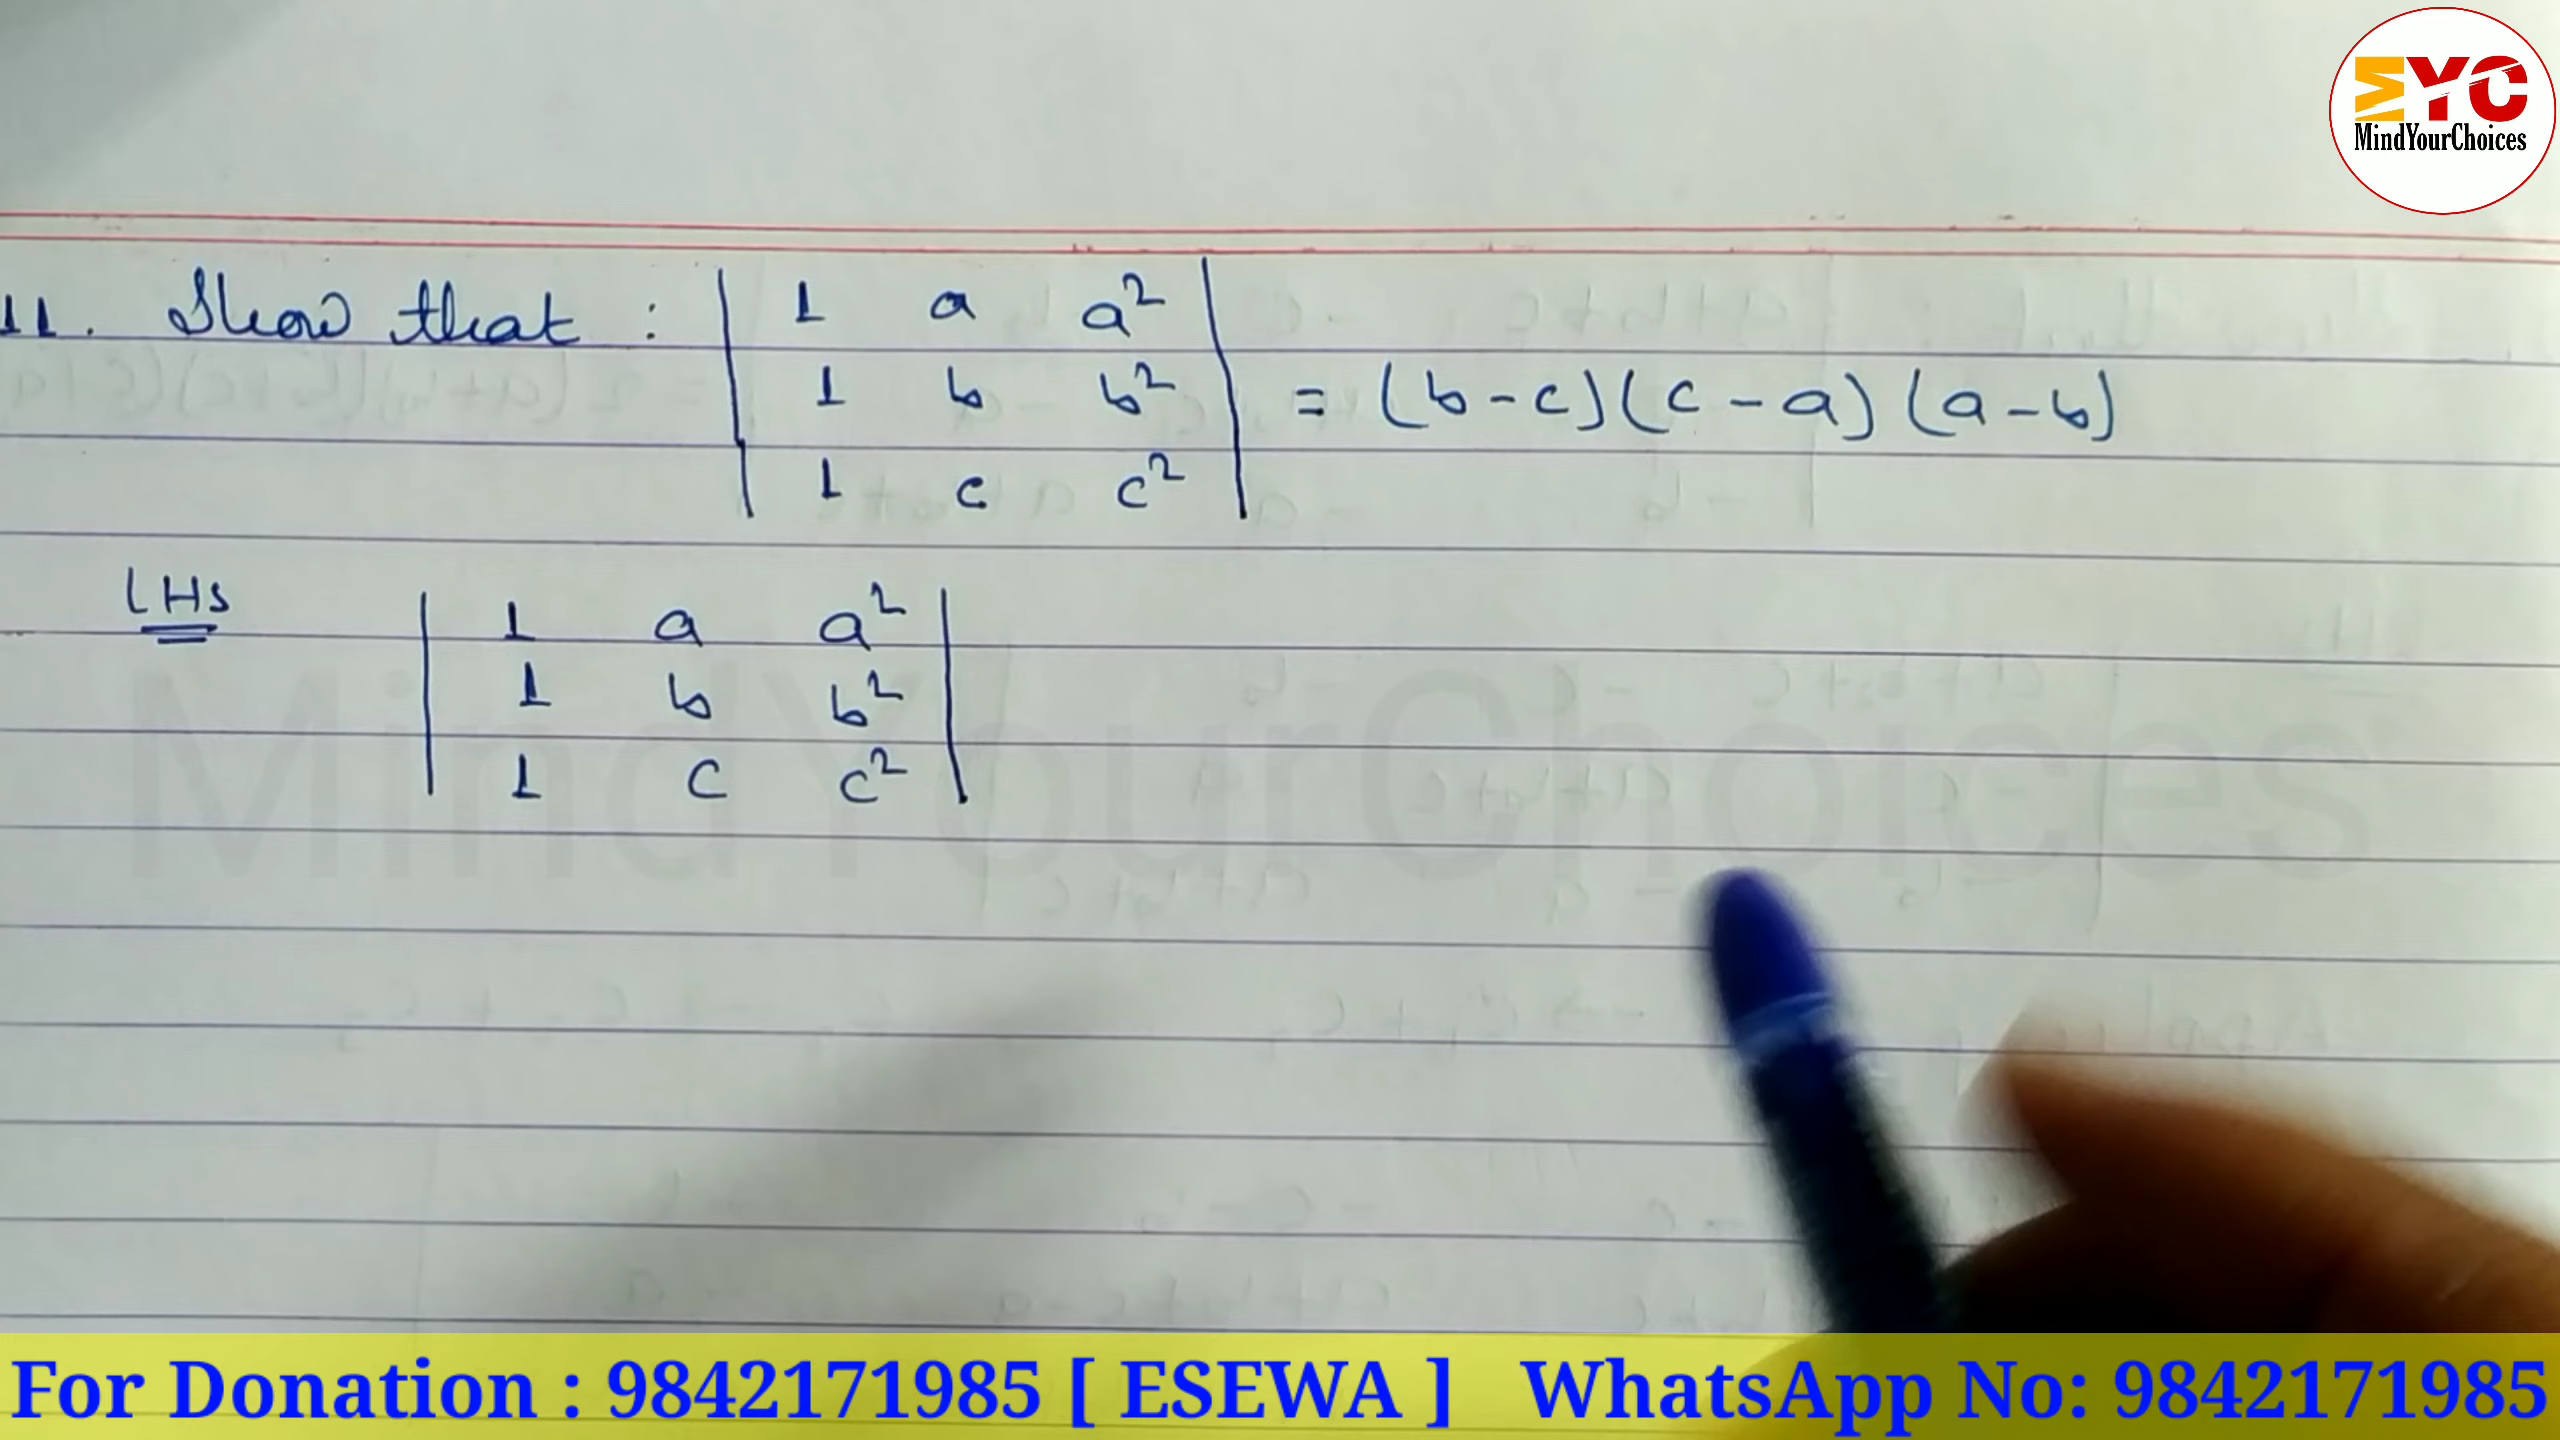 MYC
MindYourChoices
11. Show that : | 1 a a² |
| 1 b b² | = (b-c)(c-a)(a-b)
| 1 c c² |
LHS | 1 a a² |
| 1 b b² |
| 1 c c² |
MindYourChoices
For Donation : 9842171985 [ ESEWA ] WhatsApp No: 9842171985